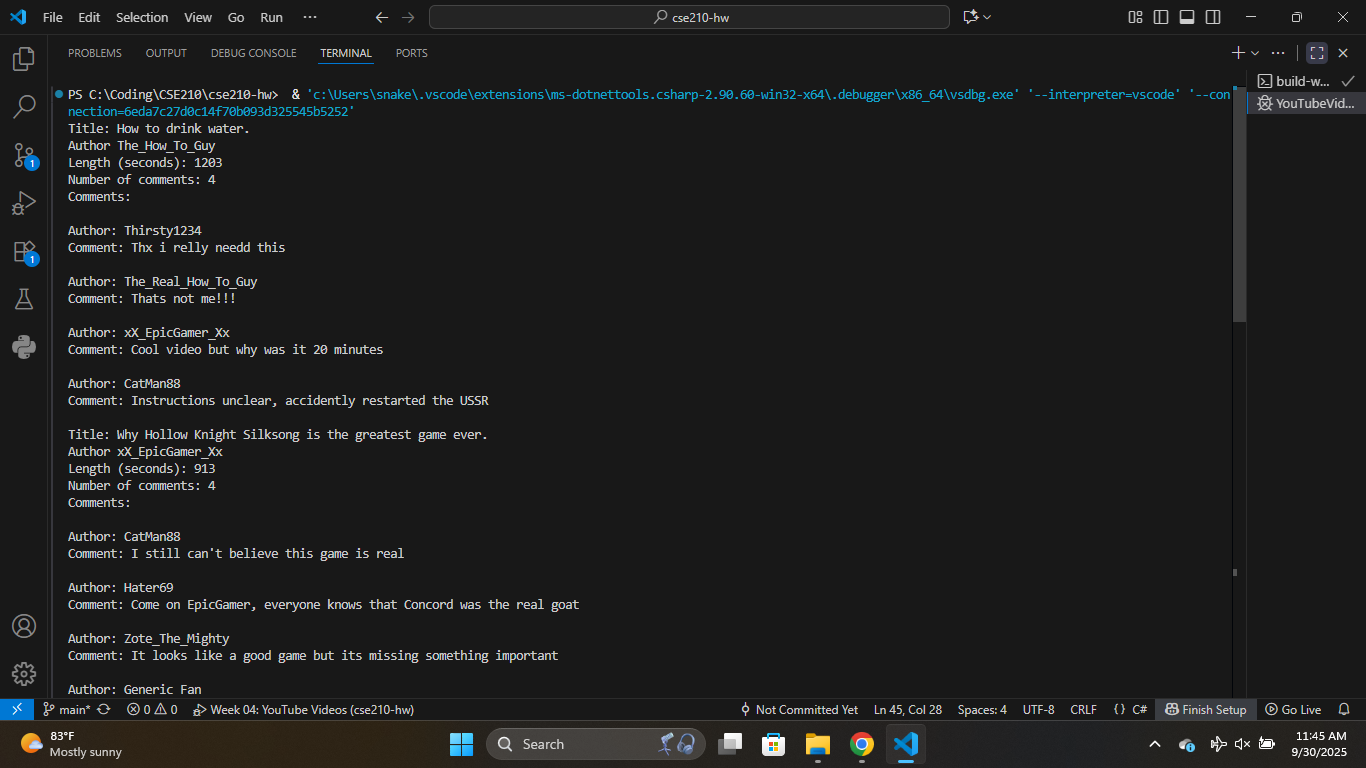 File Edit Selection View Go Run ···
cse210-hw
PROBLEMS OUTPUT DEBUG CONSOLE TERMINAL PORTS
build-w...
YouTubeVid...
PS C:\Coding\CSE210\cse210-hw>  & 'c:\Users\snake\.vscode\extensions\ms-dotnettools.csharp-2.90.60-win32-x64\.debugger\x86_64\vsdbg.exe' '--interpreter=vscode' '--con
nection=6eda7c27d0c14f70b093d325545b5252'
Title: How to drink water.
Author The_How_To_Guy
Length (seconds): 1203
Number of comments: 4
Comments:
Author: Thirsty1234
Comment: Thx i relly needd this
Author: The_Real_How_To_Guy
Comment: Thats not me!!!
Author: xX_EpicGamer_Xx
Comment: Cool video but why was it 20 minutes
Author: CatMan88
Comment: Instructions unclear, accidently restarted the USSR
Title: Why Hollow Knight Silksong is the greatest game ever.
Author xX_EpicGamer_Xx
Length (seconds): 913
Number of comments: 4
Comments:
Author: CatMan88
Comment: I still can't believe this game is real
Author: Hater69
Comment: Come on EpicGamer, everyone knows that Concord was the real goat
Author: Zote_The_Mighty
Comment: It looks like a good game but its missing something important
Author: Generic Fan
1
1
main* 0 0 Week 04: YouTube Videos (cse210-hw) Not Committed Yet Ln 45, Col 28 Spaces: 4 UTF-8 CRLF {} C# Finish Setup Go Live
83°F
Mostly sunny
Search
11:45 AM
9/30/2025